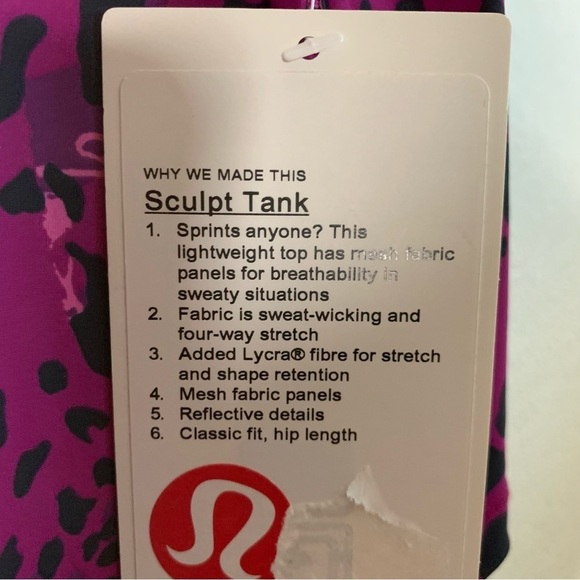 WHY WE MADE THIS
Sculpt Tank
1. Sprints anyone? This
lightweight top has mesh fabric
panels for breathability in
sweaty situations
2. Fabric is sweat-wicking and
four-way stretch
3. Added Lycra® fibre for stretch
and shape retention
4. Mesh fabric panels
5. Reflective details
6. Classic fit, hip length